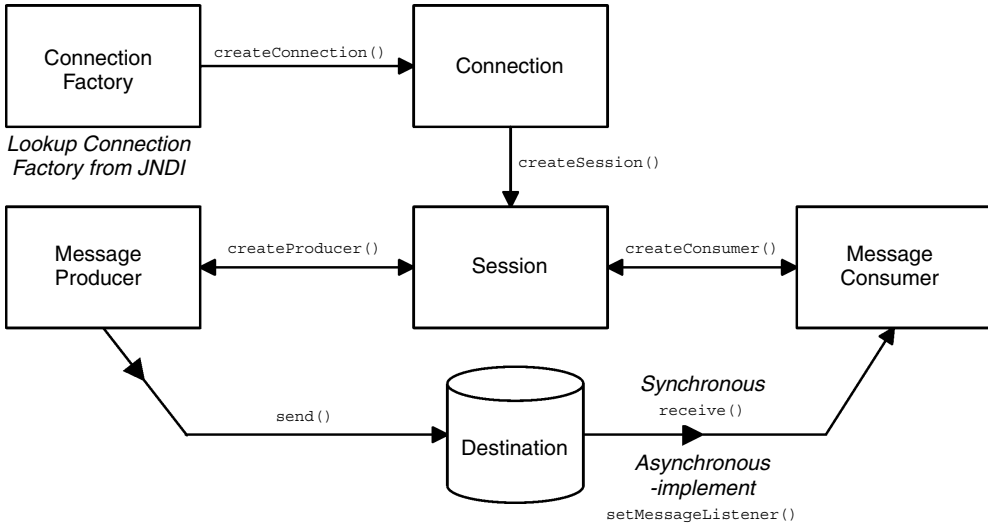 Connection
Factory
createConnection()
Connection
Lookup Connection
Factory from JNDI
createSession()
Message
Producer
createProducer()
Session
createConsumer()
Message
Consumer
send()
Destination
Synchronous
receive()
Asynchronous
-implement
setMessageListener()